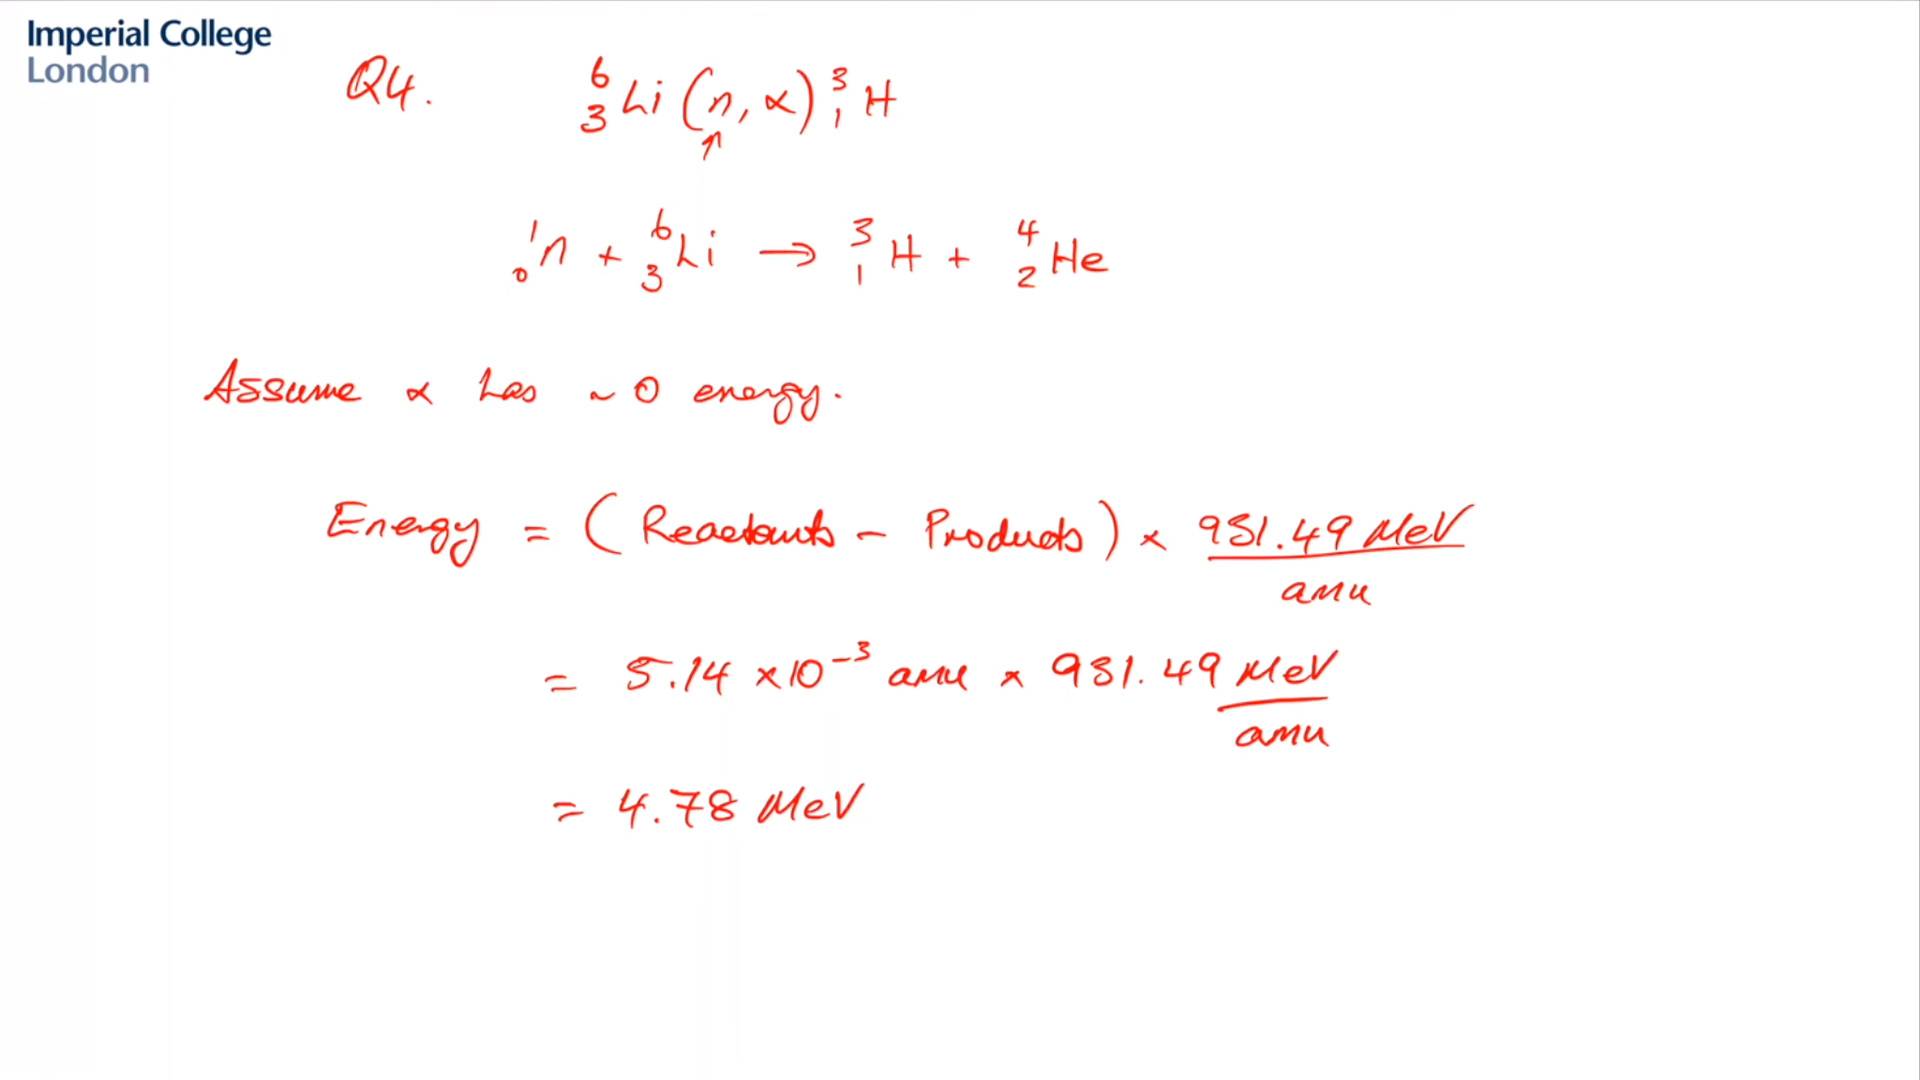 Imperial College
London
Q4. ⁶₃Li (n, α) ³₁H
↑
¹₀n + ⁶₃Li → ³₁H + ⁴₂He
Assume α has ~ 0 energy.
Energy = (Reactants - Products) × 931.49 MeV / amu
= 5.14 × 10⁻³ amu × 931.49 MeV / amu
= 4.78 MeV